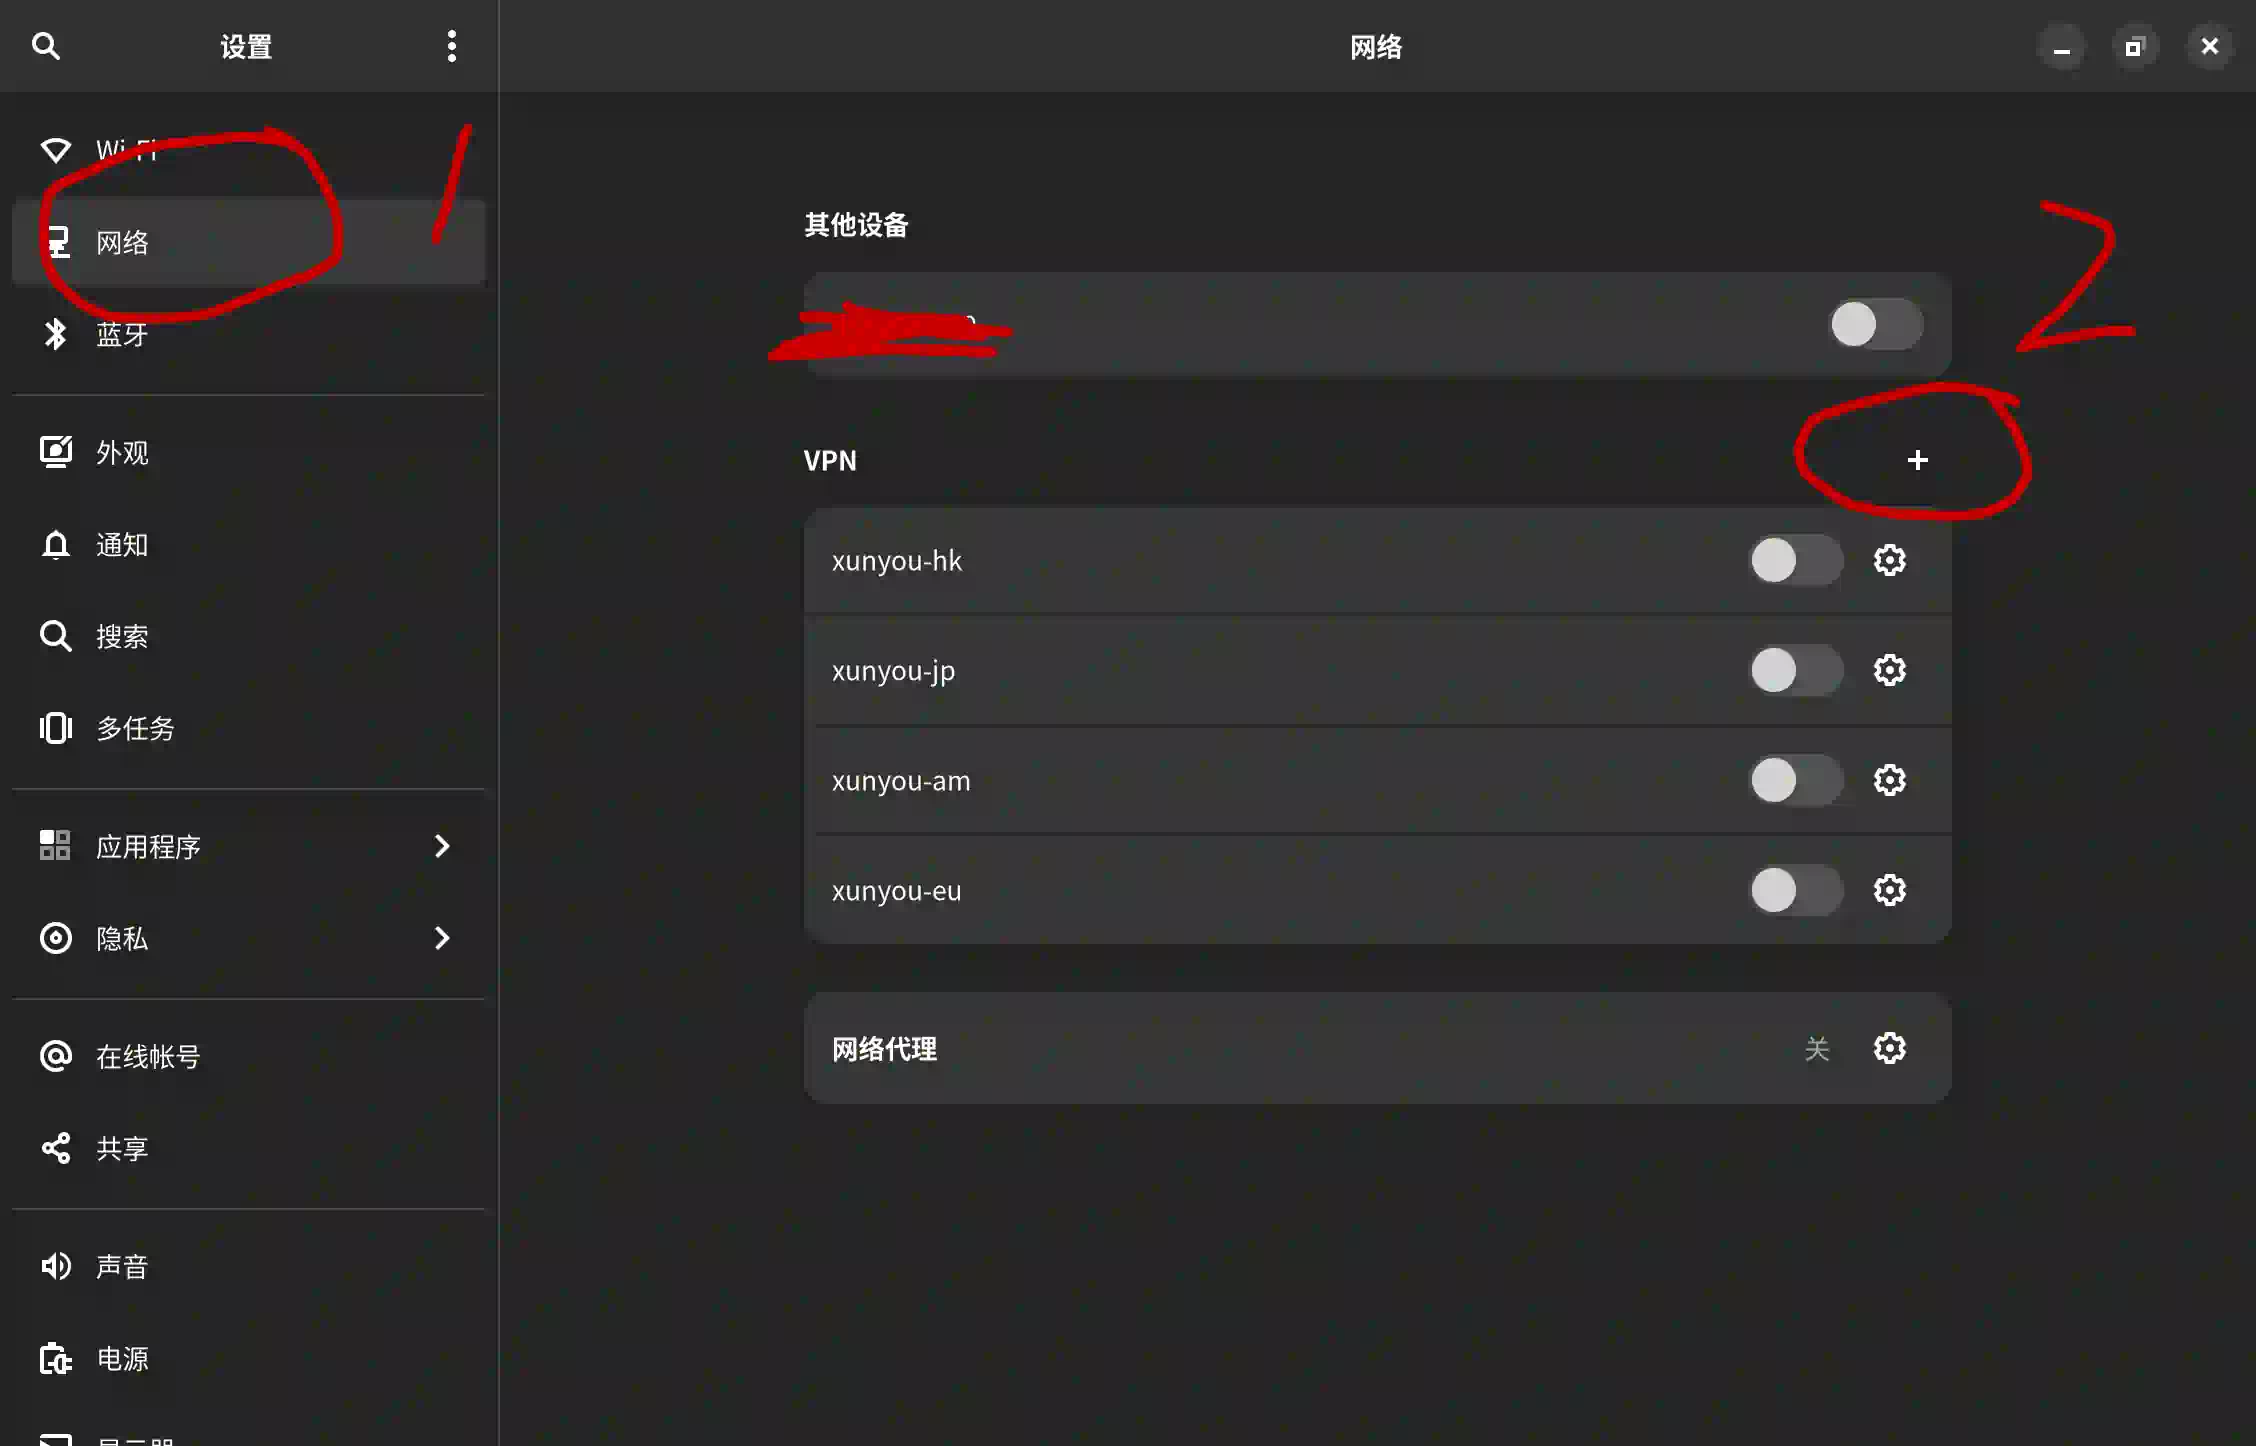 设置
网络
Wi-Fi
网络
蓝牙
外观
通知
搜索
多任务
应用程序
隐私
在线帐号
共享
声音
电源
1
其他设备
2
VPN
xunyou-hk
xunyou-jp
xunyou-am
xunyou-eu
网络代理
关